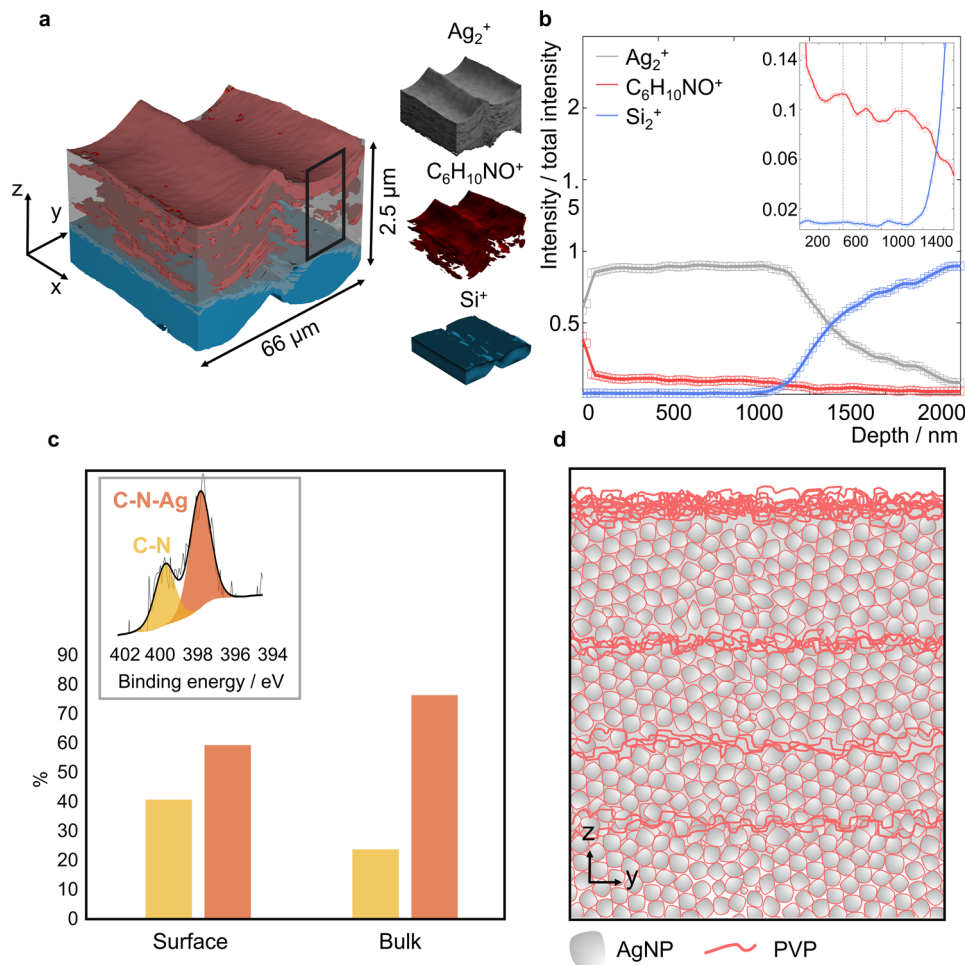 a
Ag₂⁺
C₆H₁₀NO⁺
Si⁺
z
y
x
2.5 µm
66 µm
b
Intensity / total intensity
2
1.
5
1
0.5
Ag₂⁺
C₆H₁₀NO⁺
Si₂⁺
0.14
0.1
0.06
0.02
200 600 1000 1400
0 500 1000 1500 2000
Depth / nm
c
C-N-Ag
C-N
402 400 398 396 394
Binding energy / eV
90
80
70
60
50
40
30
20
10
0
%
Surface Bulk
d
z
y
AgNP PVP